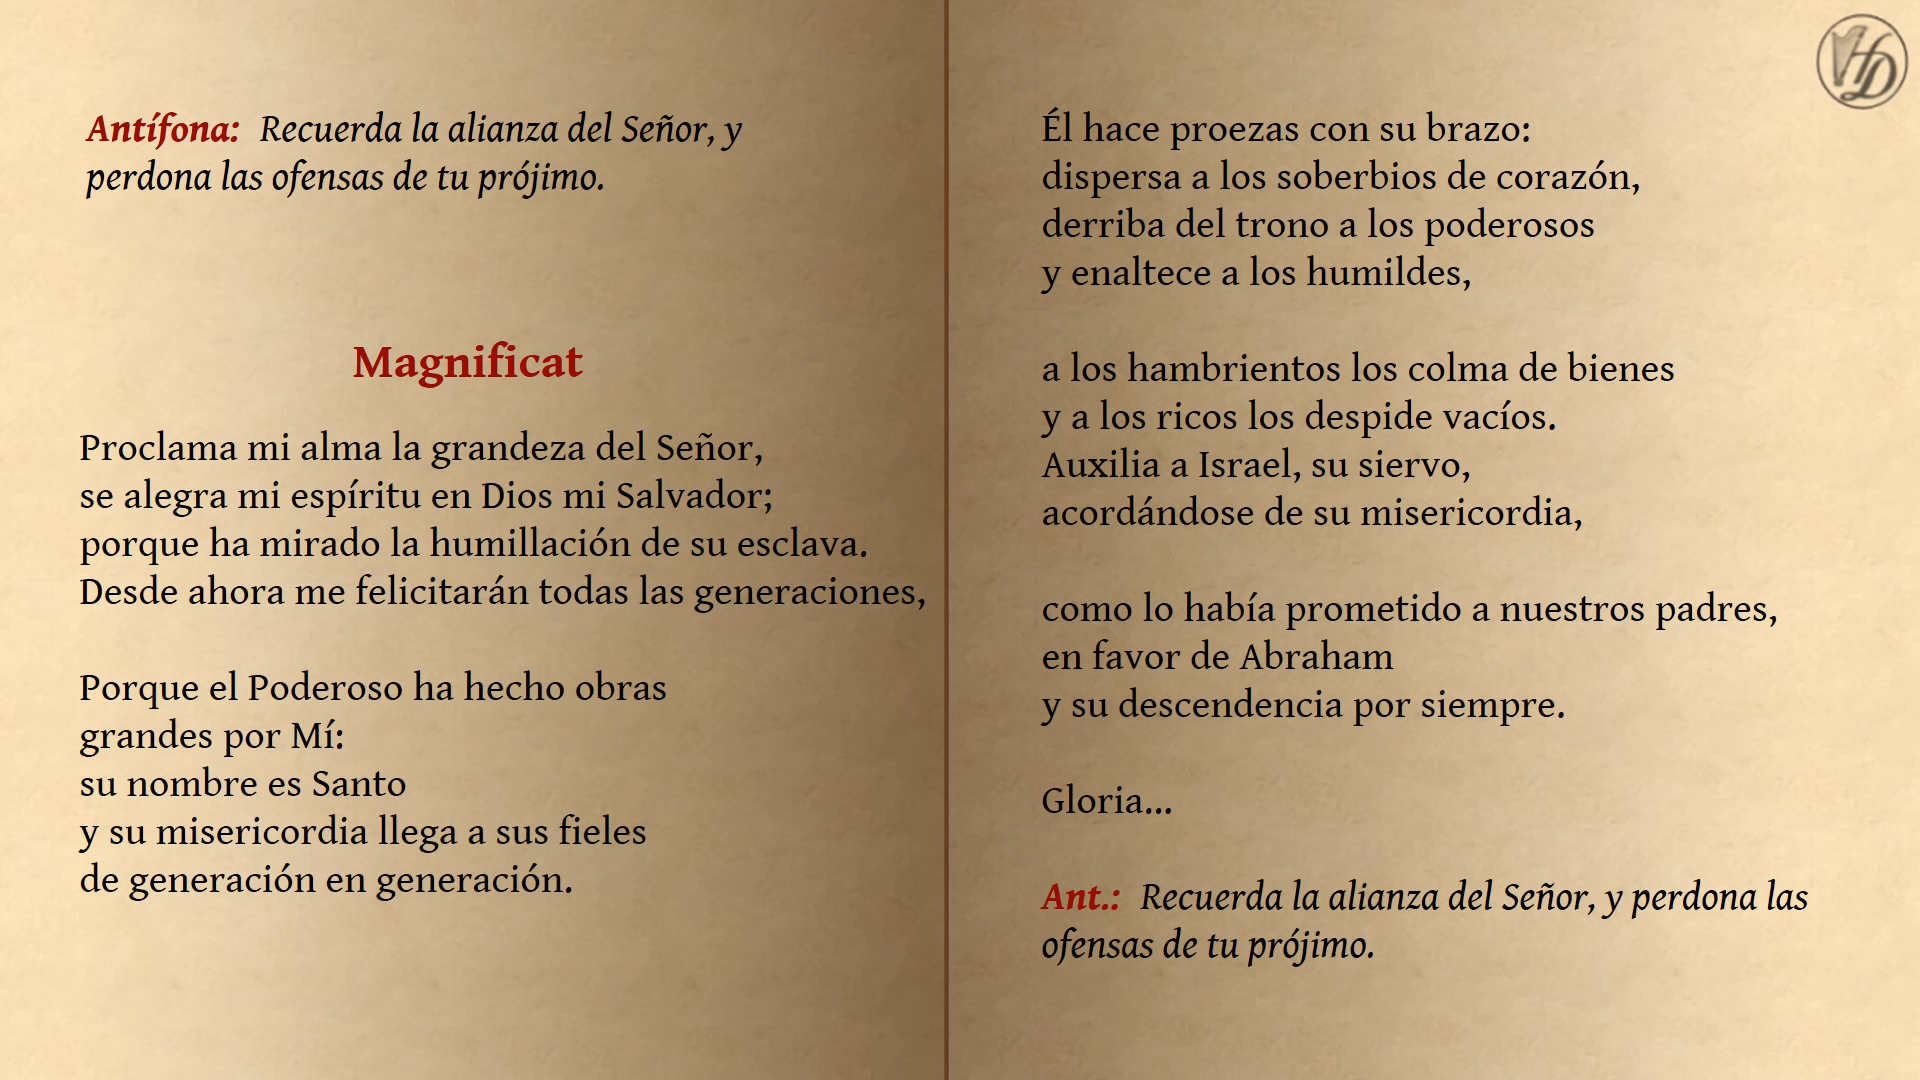 Antífona: Recuerda la alianza del Señor, y
perdona las ofensas de tu prójimo.
Magnificat
Proclama mi alma la grandeza del Señor,
se alegra mi espíritu en Dios mi Salvador;
porque ha mirado la humillación de su esclava.
Desde ahora me felicitarán todas las generaciones,
Porque el Poderoso ha hecho obras
grandes por Mí:
su nombre es Santo
y su misericordia llega a sus fieles
de generación en generación.
HD
Él hace proezas con su brazo:
dispersa a los soberbios de corazón,
derriba del trono a los poderosos
y enaltece a los humildes,
a los hambrientos los colma de bienes
y a los ricos los despide vacíos.
Auxilia a Israel, su siervo,
acordándose de su misericordia,
como lo había prometido a nuestros padres,
en favor de Abraham
y su descendencia por siempre.
Gloria...
Ant.: Recuerda la alianza del Señor, y perdona las
ofensas de tu prójimo.